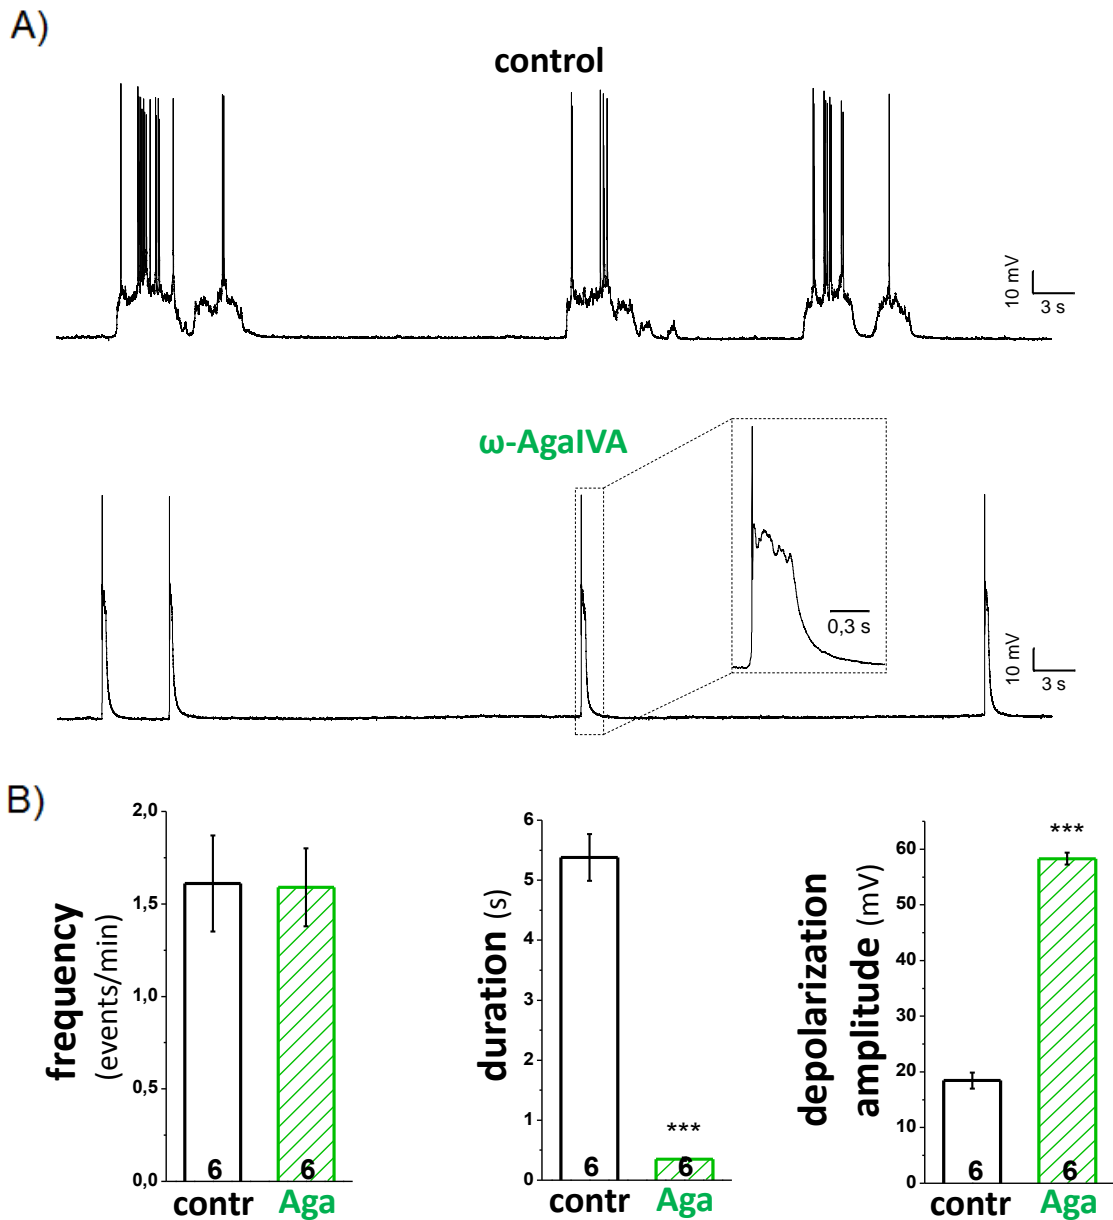 A)
control
10 mV
3 s
ω-AgaIVA
0,3 s
10 mV
3 s
B)
frequency
(events/min)
2,0
1,5
1,0
0,5
0,0
6
6
contr
Aga
duration (s)
6
5
4
3
2
1
0
***
6
6
contr
Aga
depolarization
amplitude (mV)
60
50
40
30
20
10
0
***
6
6
contr
Aga